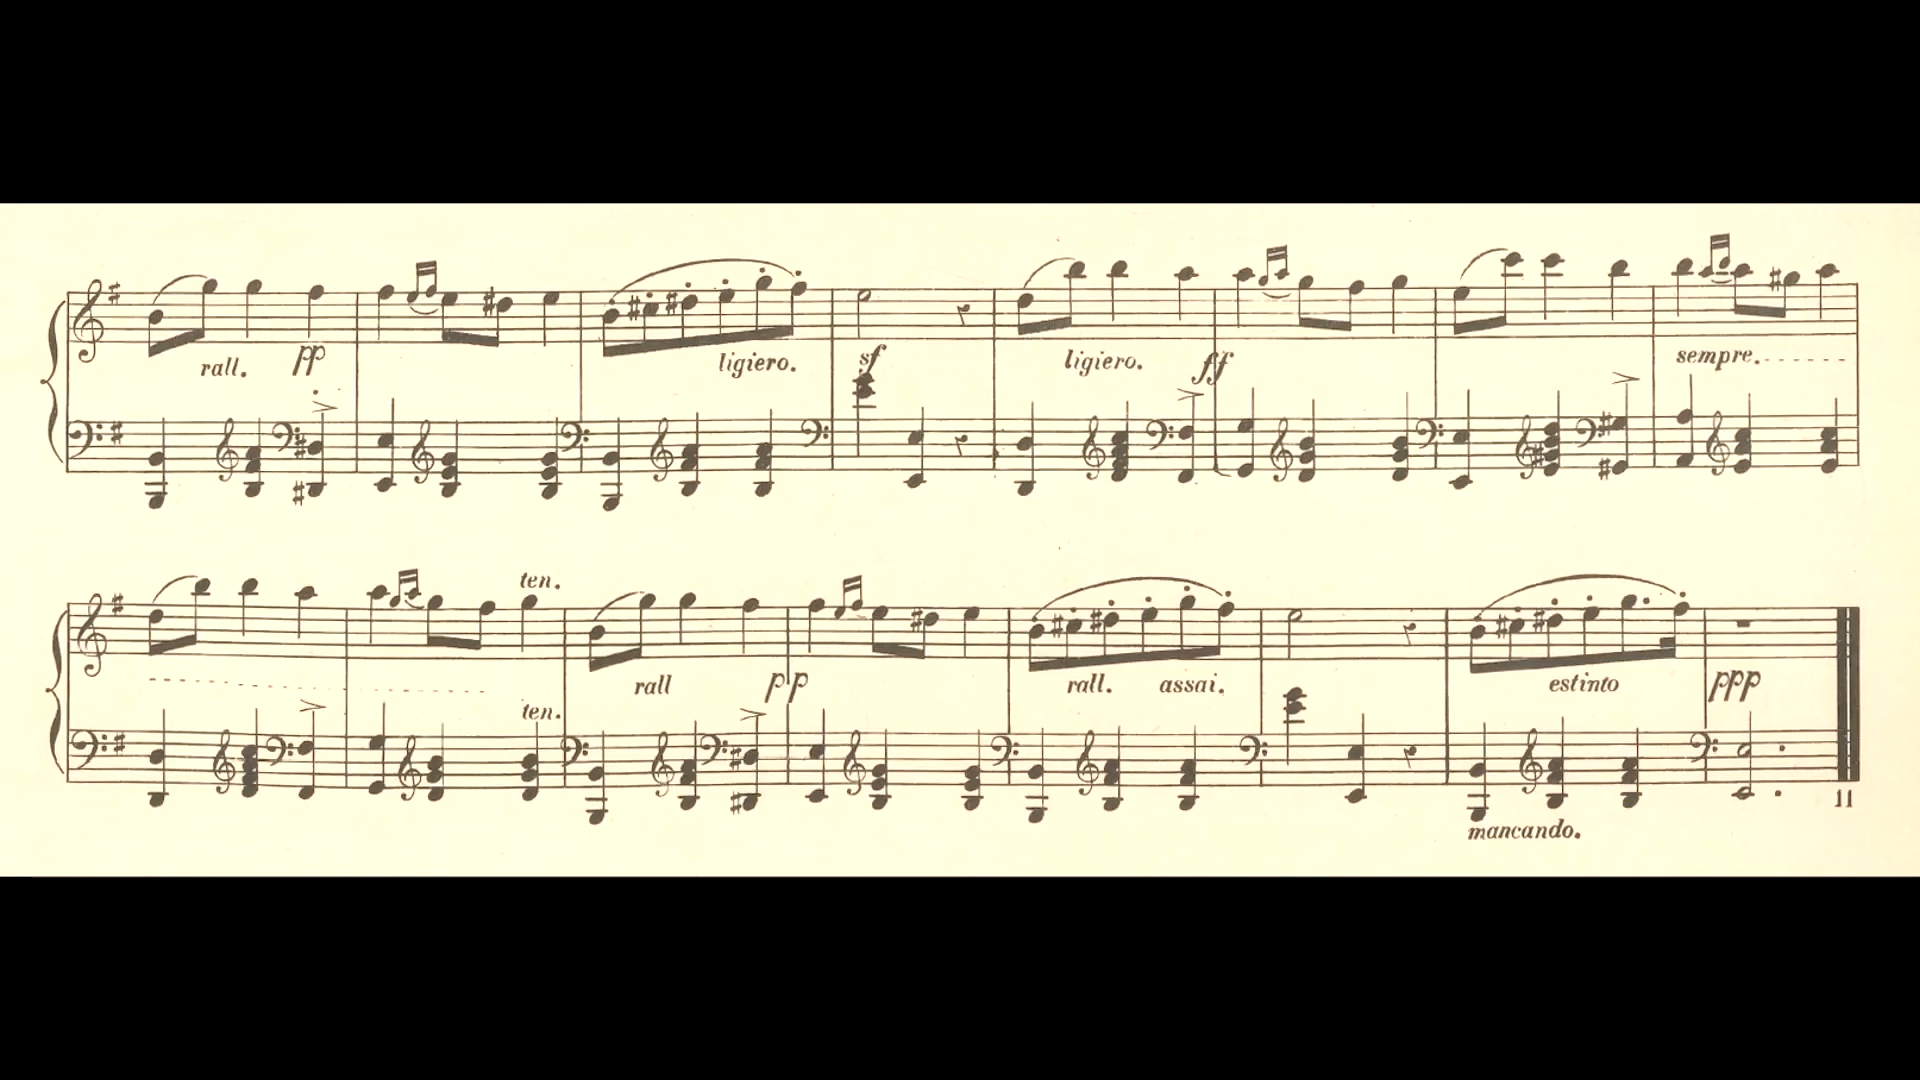 rall. pp ligiero. sf ligiero. ff sempre.
ten.
rall pp rall. assai. estinto ppp
ten.
11
mancando.